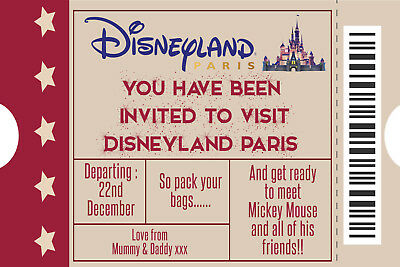 DISNEYLAND
PARIS
YOU HAVE BEEN
INVITED TO VISIT
DISNEYLAND PARIS
Departing :
22nd
December
So pack your
bags......
And get ready
to meet
Mickey Mouse
and all of his
friends!!
Love from
Mummy & Daddy xxx